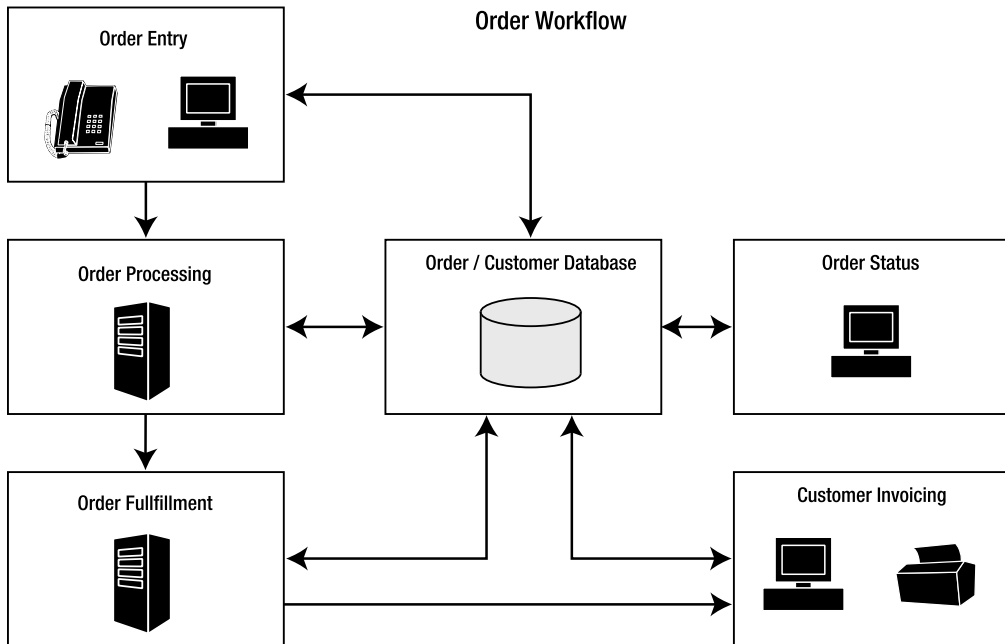 Order Workflow
Order Entry
Order Processing
Order / Customer Database
Order Status
Order Fullfillment
Customer Invoicing